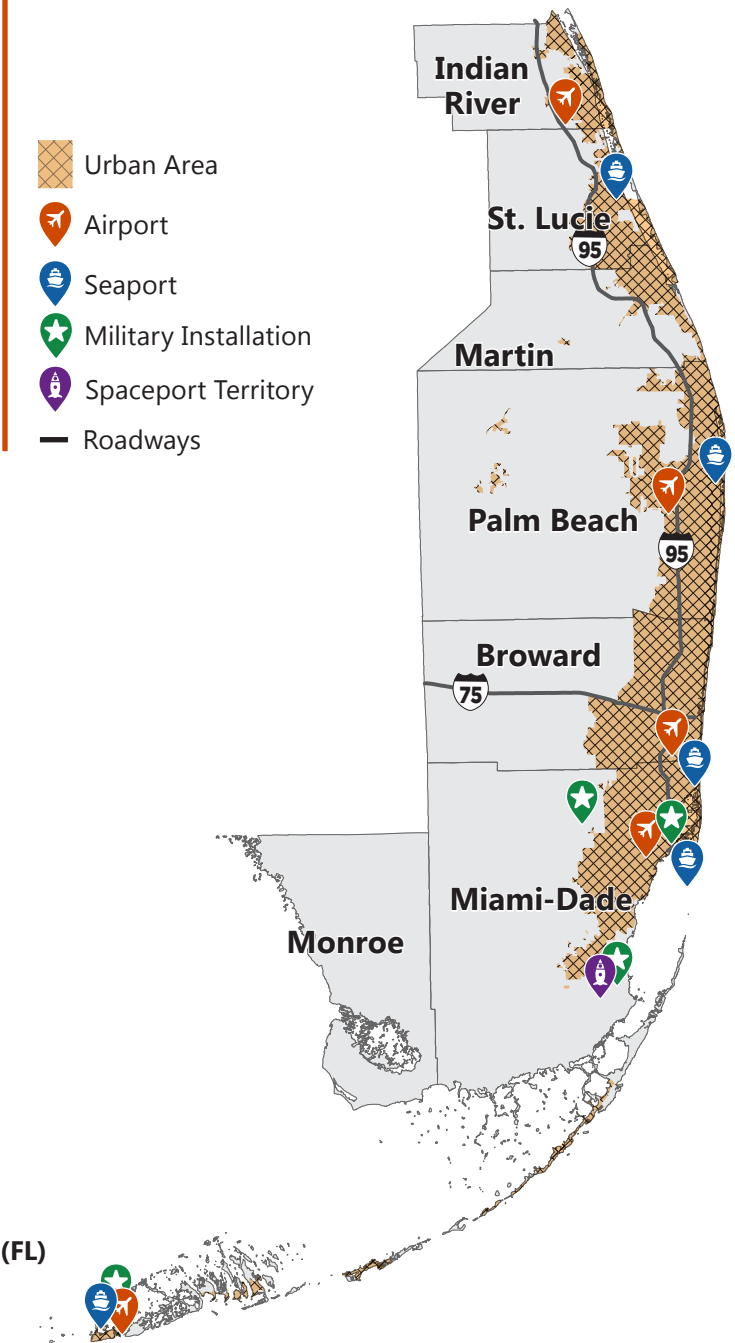 Indian
River
Urban Area
Airport
St. Lucie
95
Seaport
Military Installation
Martin
Spaceport Territory
Roadways
Palm Beach
95
Broward
75
Miami-Dade
Monroe
(FL)